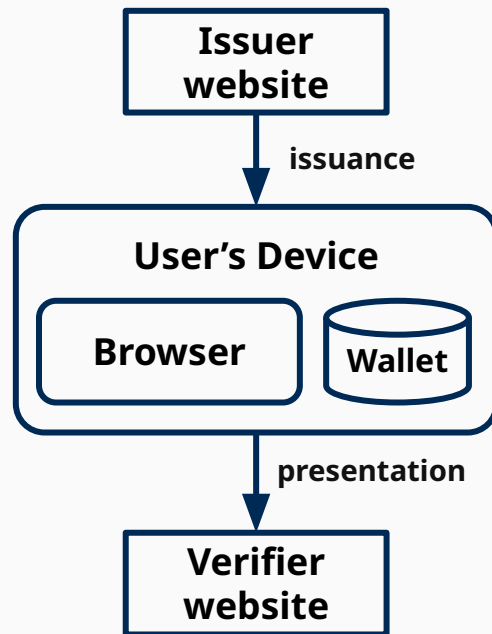 Issuer
website
issuance
User’s Device
Browser
Wallet
presentation
Verifier
website